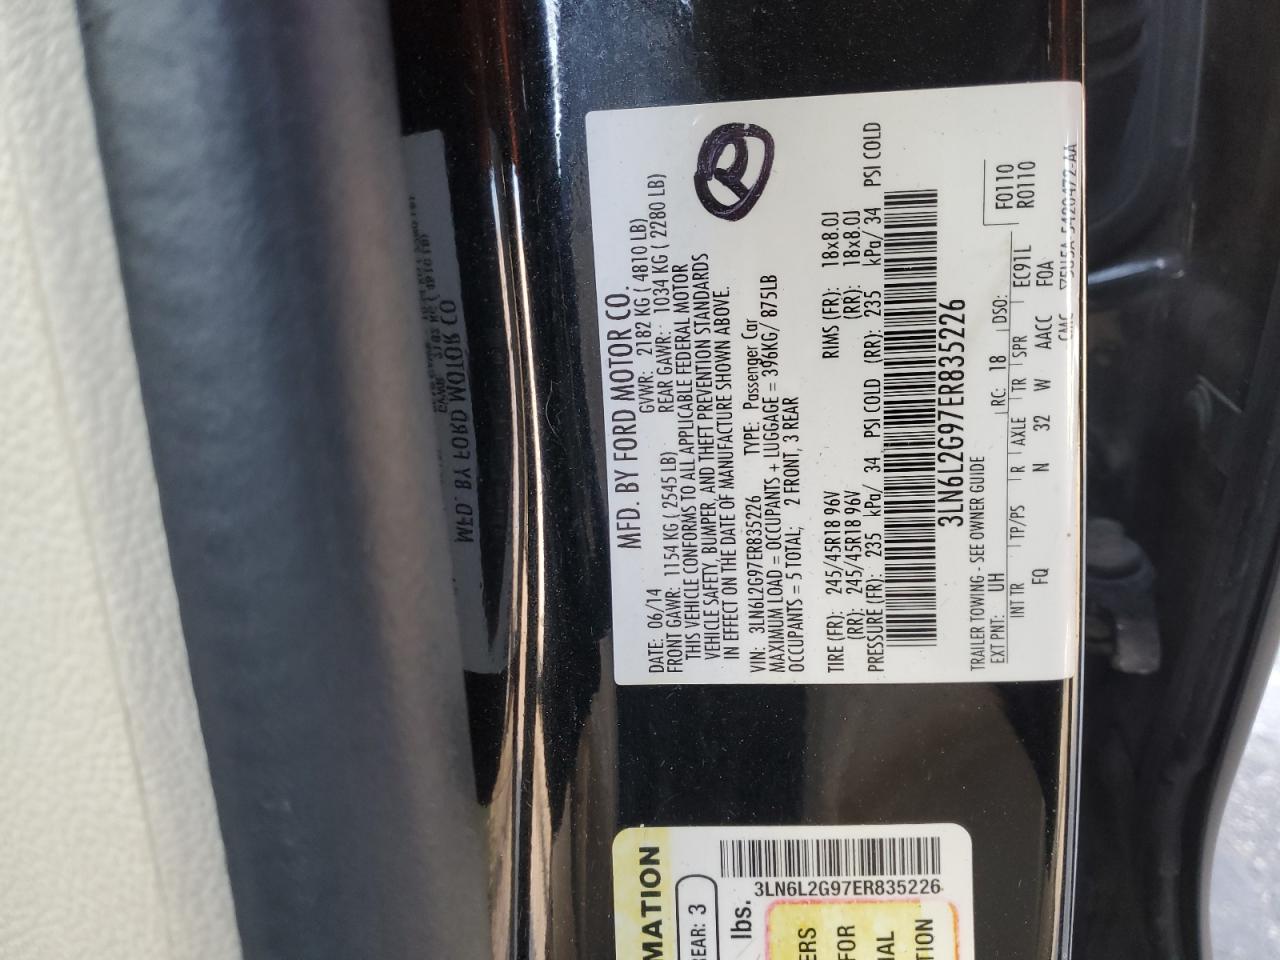 MFD. BY FORD MOTOR CO.
DATE: 06/14 GVWR: 2182 KG ( 4810 LB)
FRONT GAWR: 1154 KG ( 2545 LB) REAR GAWR: 1034 KG ( 2280 LB)
THIS VEHICLE CONFORMS TO ALL APPLICABLE FEDERAL MOTOR
VEHICLE SAFETY, BUMPER, AND THEFT PREVENTION STANDARDS
IN EFFECT ON THE DATE OF MANUFACTURE SHOWN ABOVE.
R
VIN: 3LN6L2G97ER835226 TYPE: Passenger Car
MAXIMUM LOAD = OCCUPANTS + LUGGAGE = 396KG/ 875LB
OCCUPANTS = 5 TOTAL; 2 FRONT, 3 REAR
TIRE (FR): 245/45R18 96V RIMS (FR): 18x8.0J
(RR): 245/45R18 96V (RR): 18x8.0J
PRESSURE (FR): 235 kPa/ 34 PSI COLD (RR): 235 kPa/ 34 PSI COLD
3LN6L2G97ER835226
TRAILER TOWING - SEE OWNER GUIDE
EXT PNT: UH RC: 18 DSO: F0110
R0110
INT TR TP/PS R AXLE TR SPR EC91L
FQ N 32 W AACC FOA
MATION
REAR: 3
lbs.
3LN6L2G97ER835226
ERS
FOR
IAL
TION